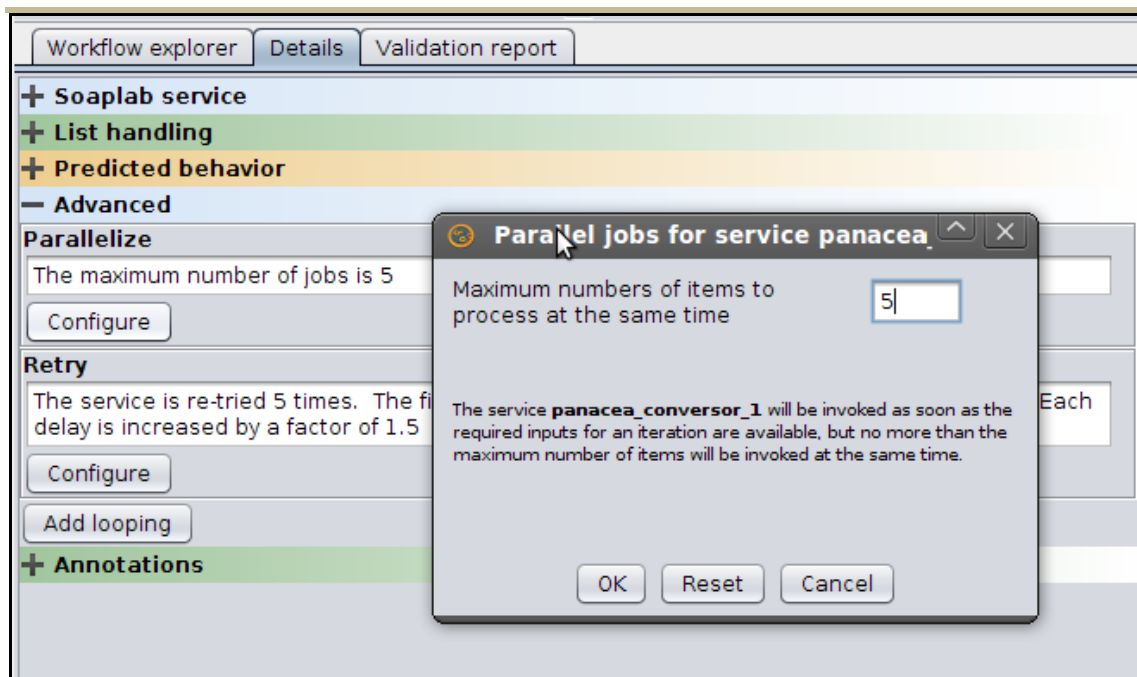 Workflow explorer Details Validation report
Soaplab service
List handling
Predicted behavior
Advanced
Parallelize
The maximum number of jobs is 5
Configure
Retry
The service is re-tried 5 times.  The fi
Each
delay is increased by a factor of 1.5
Configure
Add looping
Annotations
Parallel jobs for service panacea_
Maximum numbers of items to
process at the same time
5
The service panacea_conversor_1 will be invoked as soon as the
required inputs for an iteration are available, but no more than the
maximum number of items will be invoked at the same time.
OK Reset Cancel